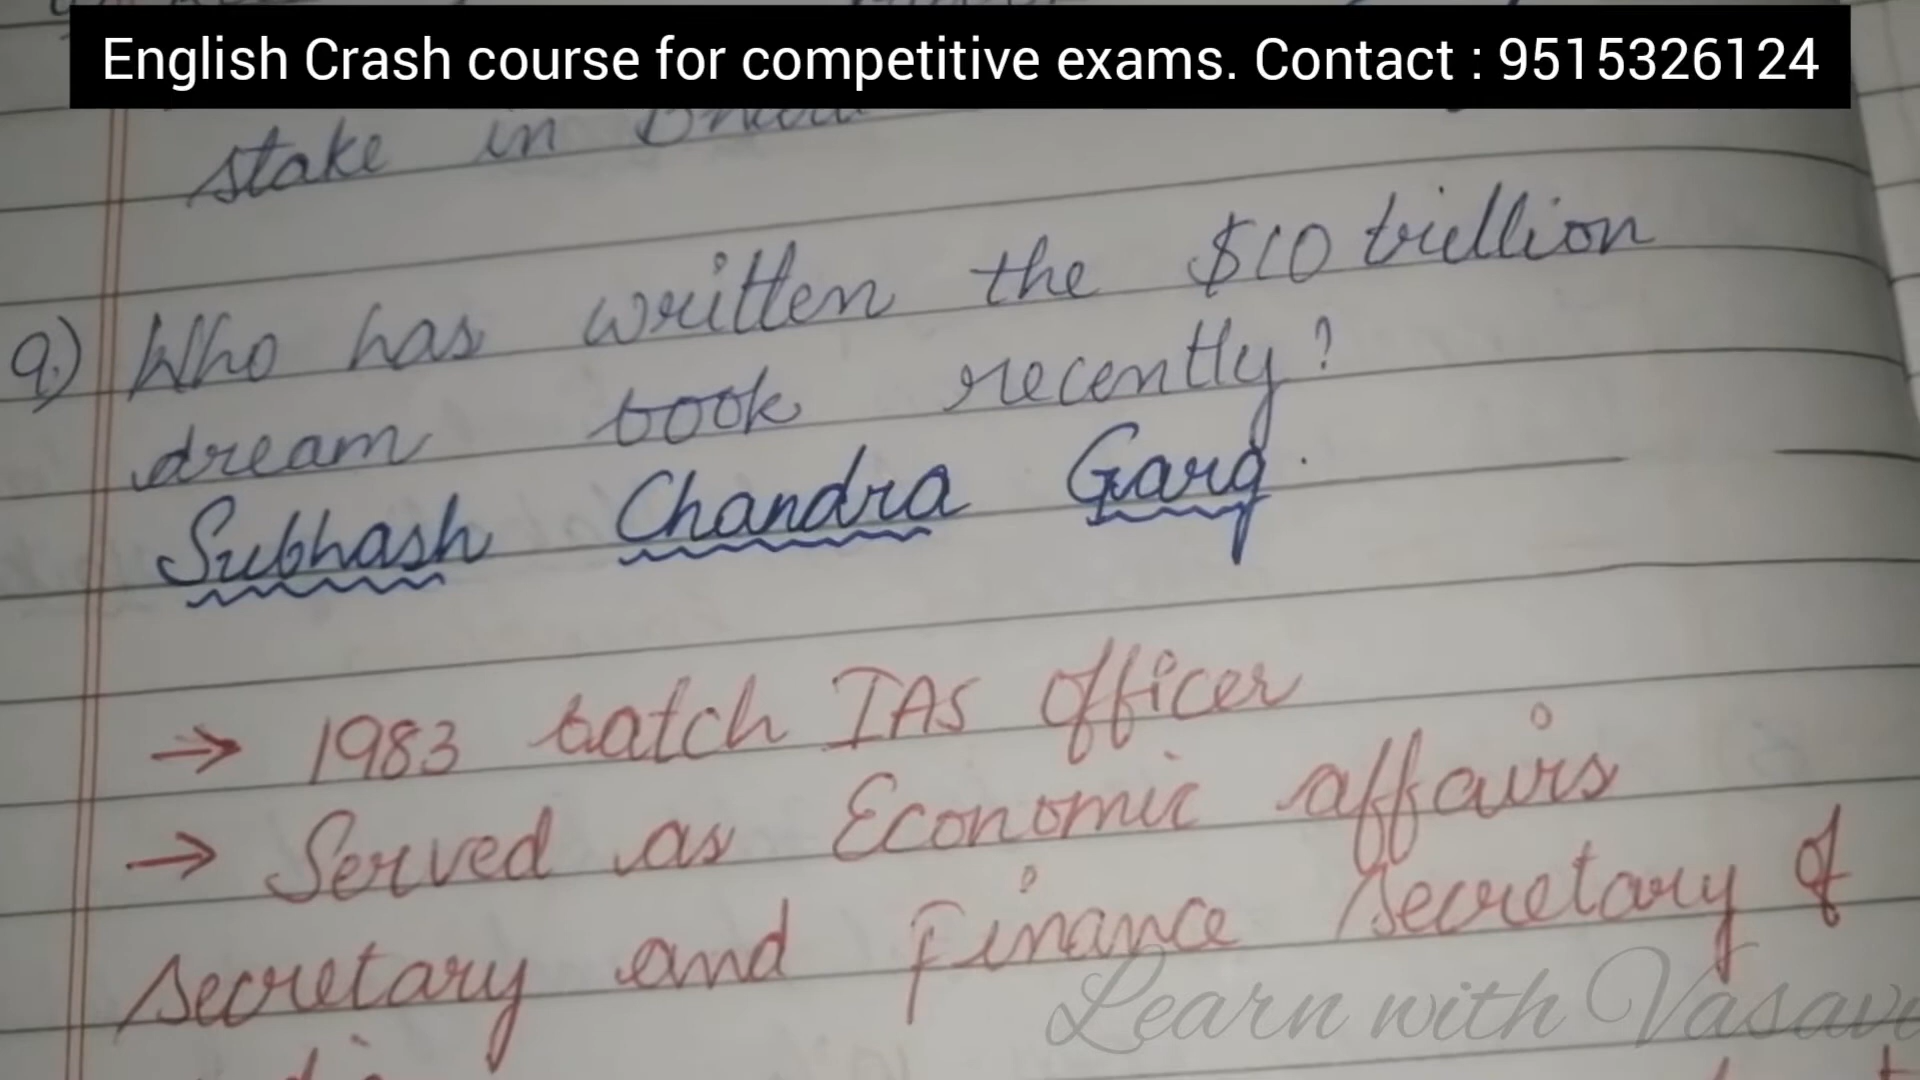 English Crash course for competitive exams. Contact : 9515326124
stake in
9.) Who has written the $10 trillion
dream book recently?
Subhash Chandra Garg.
→ 1983 batch IAS Officer
→ Served as Economic affairs
secretary and Finance Secretary of
Learn with Vasavi